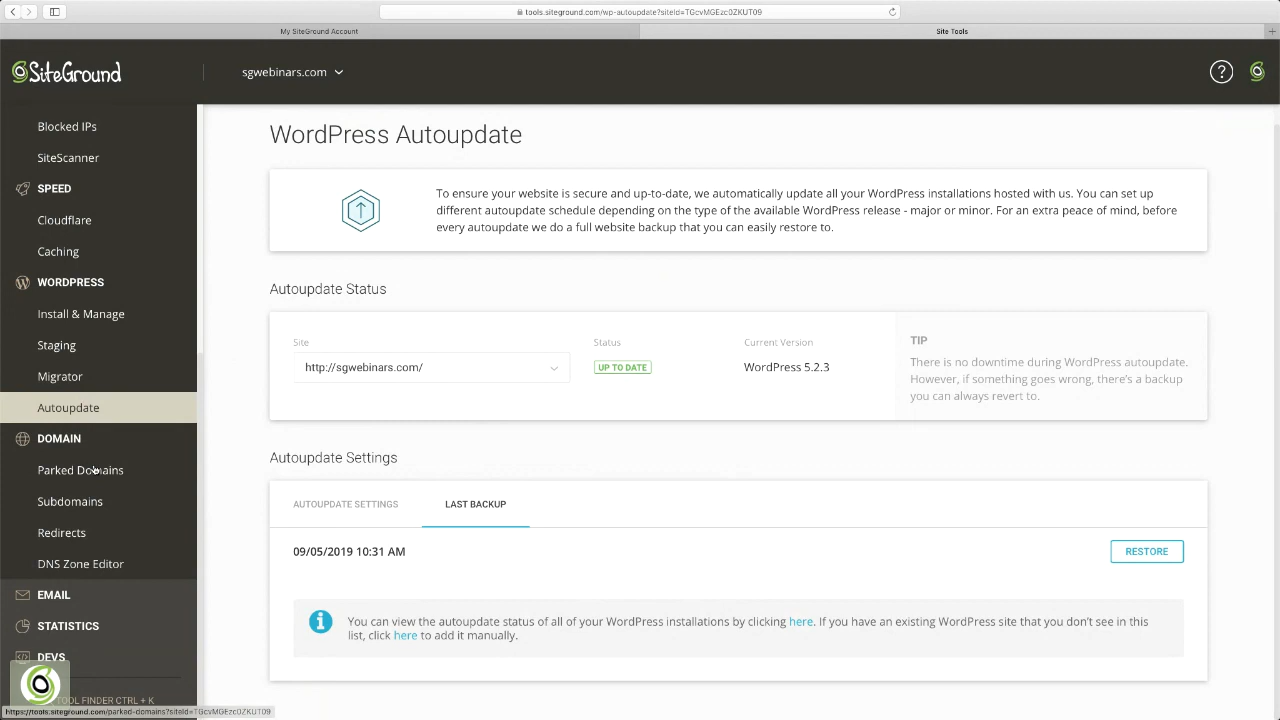 tools.siteground.com/wp-autoupdate?siteId=TGcvMGEzc0ZKUT09
My SiteGround Account
Site Tools
SiteGround
sgwebinars.com
Blocked IPs
SiteScanner
SPEED
Cloudflare
Caching
WORDPRESS
Install & Manage
Staging
Migrator
Autoupdate
DOMAIN
Parked Domains
Subdomains
Redirects
DNS Zone Editor
EMAIL
STATISTICS
DEVS
TOOL FINDER CTRL + K
https://tools.siteground.com/parked-domains?siteId=TGcvMGEzc0ZKUT09
WordPress Autoupdate
To ensure your website is secure and up-to-date, we automatically update all your WordPress installations hosted with us. You can set up
different autoupdate schedule depending on the type of the available WordPress release - major or minor. For an extra peace of mind, before
every autoupdate we do a full website backup that you can easily restore to.
Autoupdate Status
Site
http://sgwebinars.com/
Status
UP TO DATE
Current Version
WordPress 5.2.3
TIP
There is no downtime during WordPress autoupdate.
However, if something goes wrong, there's a backup
you can always revert to.
Autoupdate Settings
AUTOUPDATE SETTINGS
LAST BACKUP
09/05/2019 10:31 AM
RESTORE
You can view the autoupdate status of all of your WordPress installations by clicking here. If you have an existing WordPress site that you don't see in this
list, click here to add it manually.